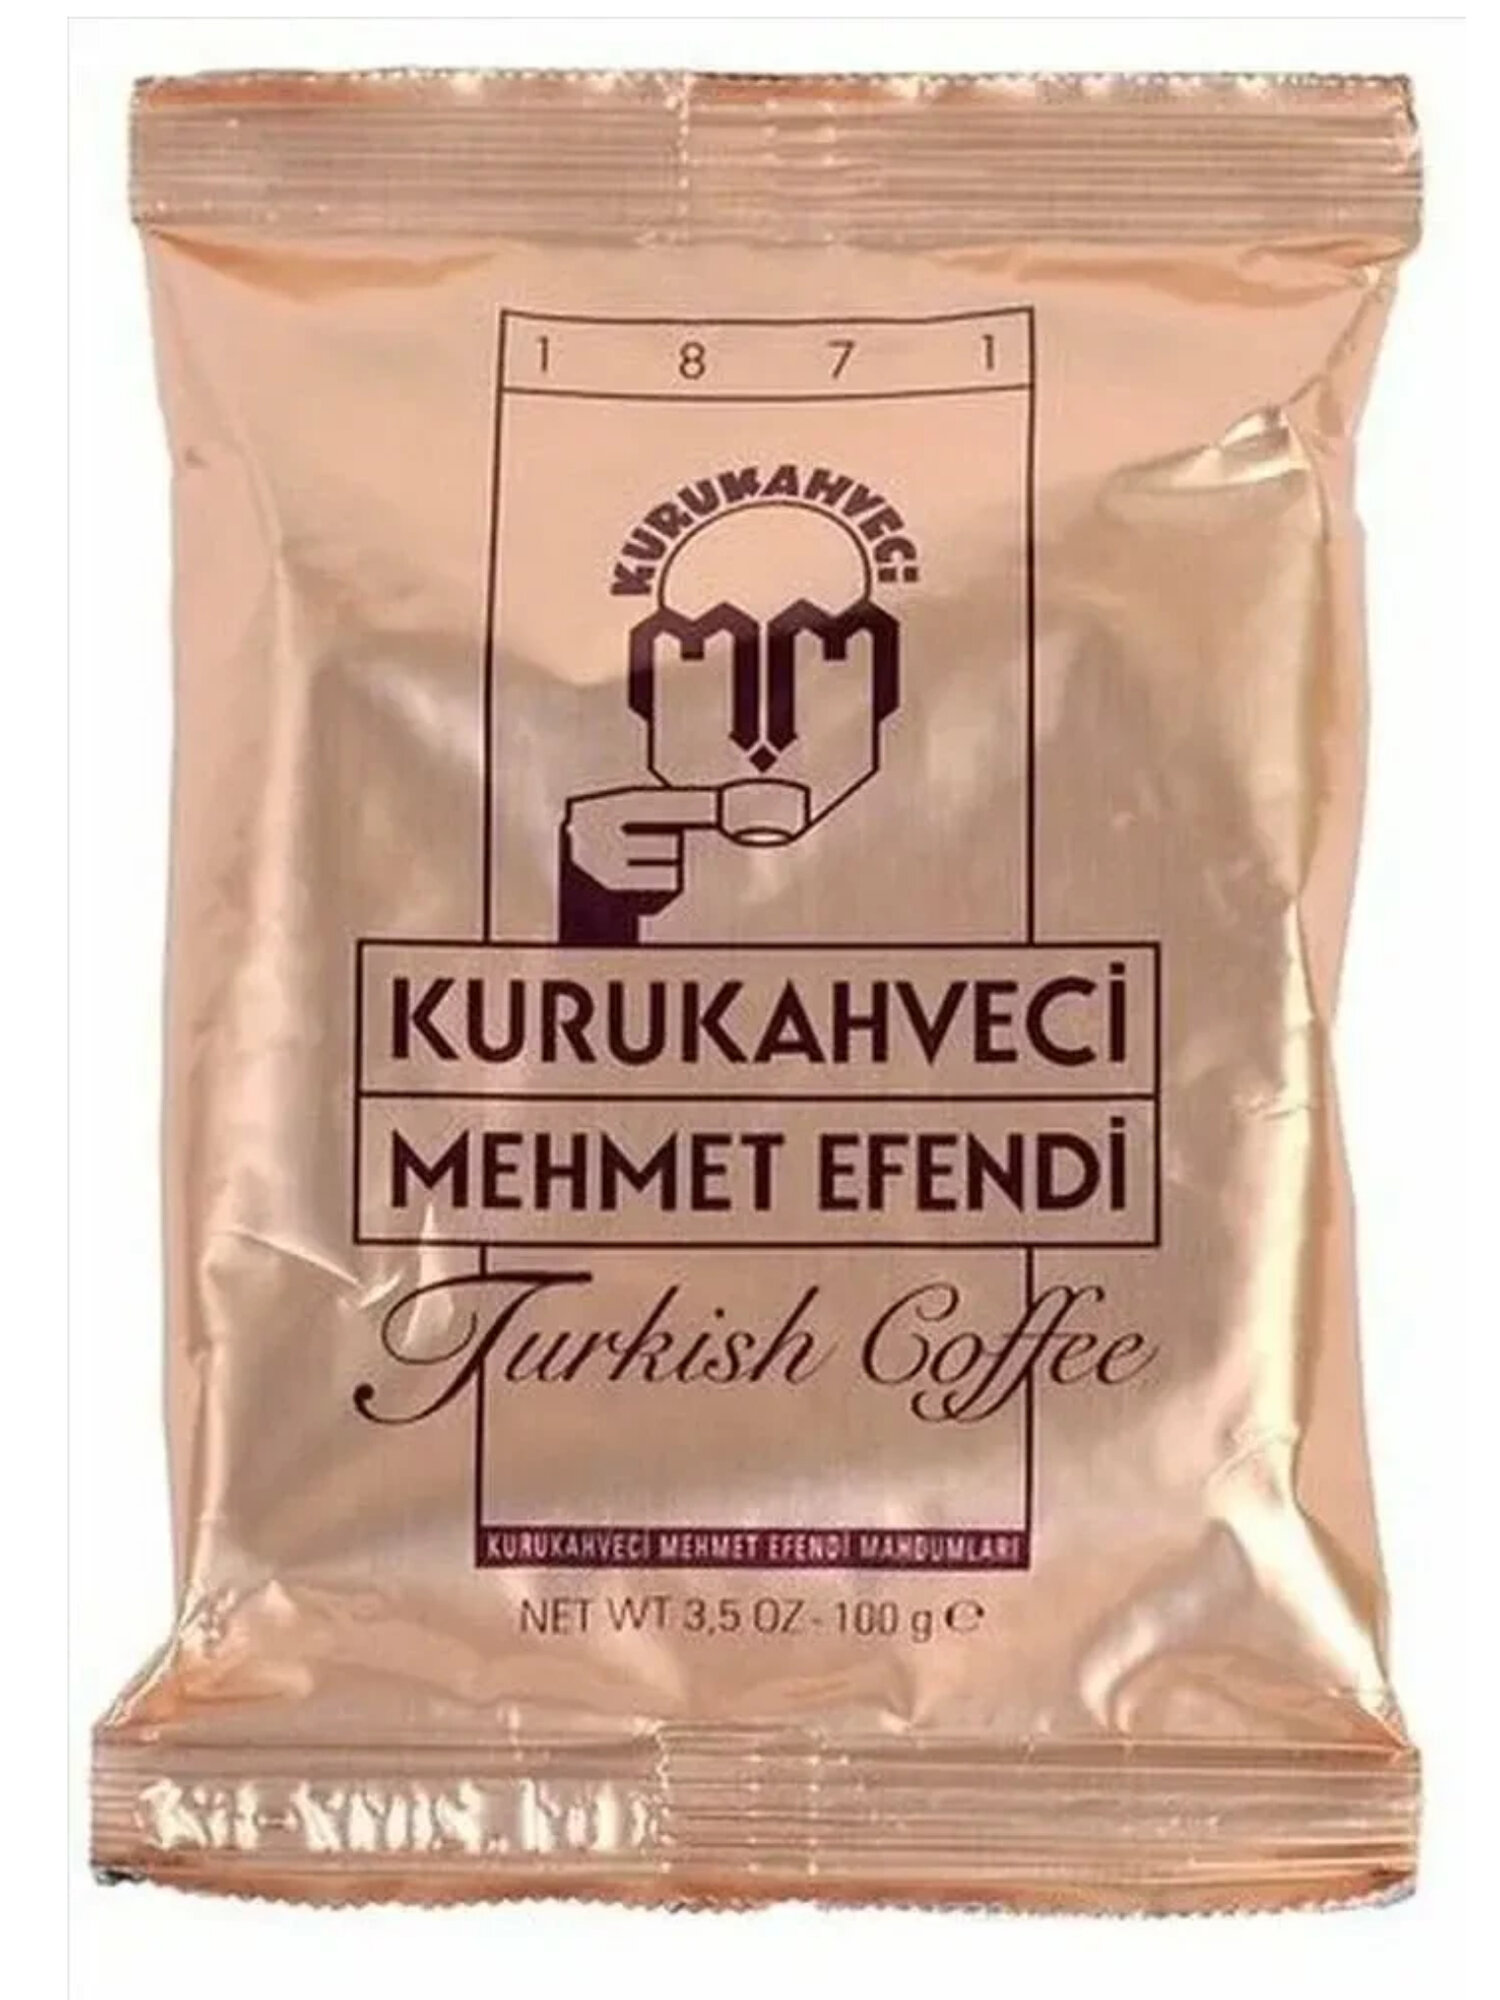 1 8 7 1
KURUKAHVECİ
KURUKAHVECİ
MEHMET EFENDİ
Turkish Coffee
KURUKAHVECİ MEHMET EFENDİ MAHDUMLARI
NET WT 3,5 OZ - 100 g ℮